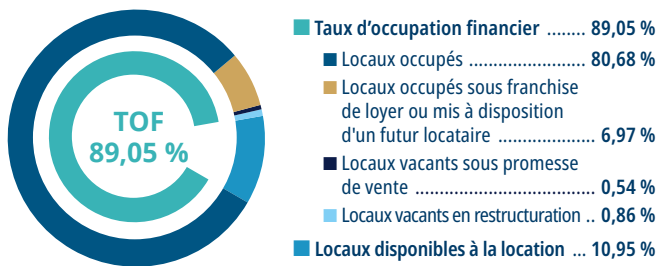 TOF
89,05 %
Taux d’occupation financier ........ 89,05 %
Locaux occupés ...................... 80,68 %
Locaux occupés sous franchise
de loyer ou mis à disposition
d'un futur locataire ................... 6,97 %
Locaux vacants sous promesse
de vente ................................... 0,54 %
Locaux vacants en restructuration .. 0,86 %
Locaux disponibles à la location ... 10,95 %